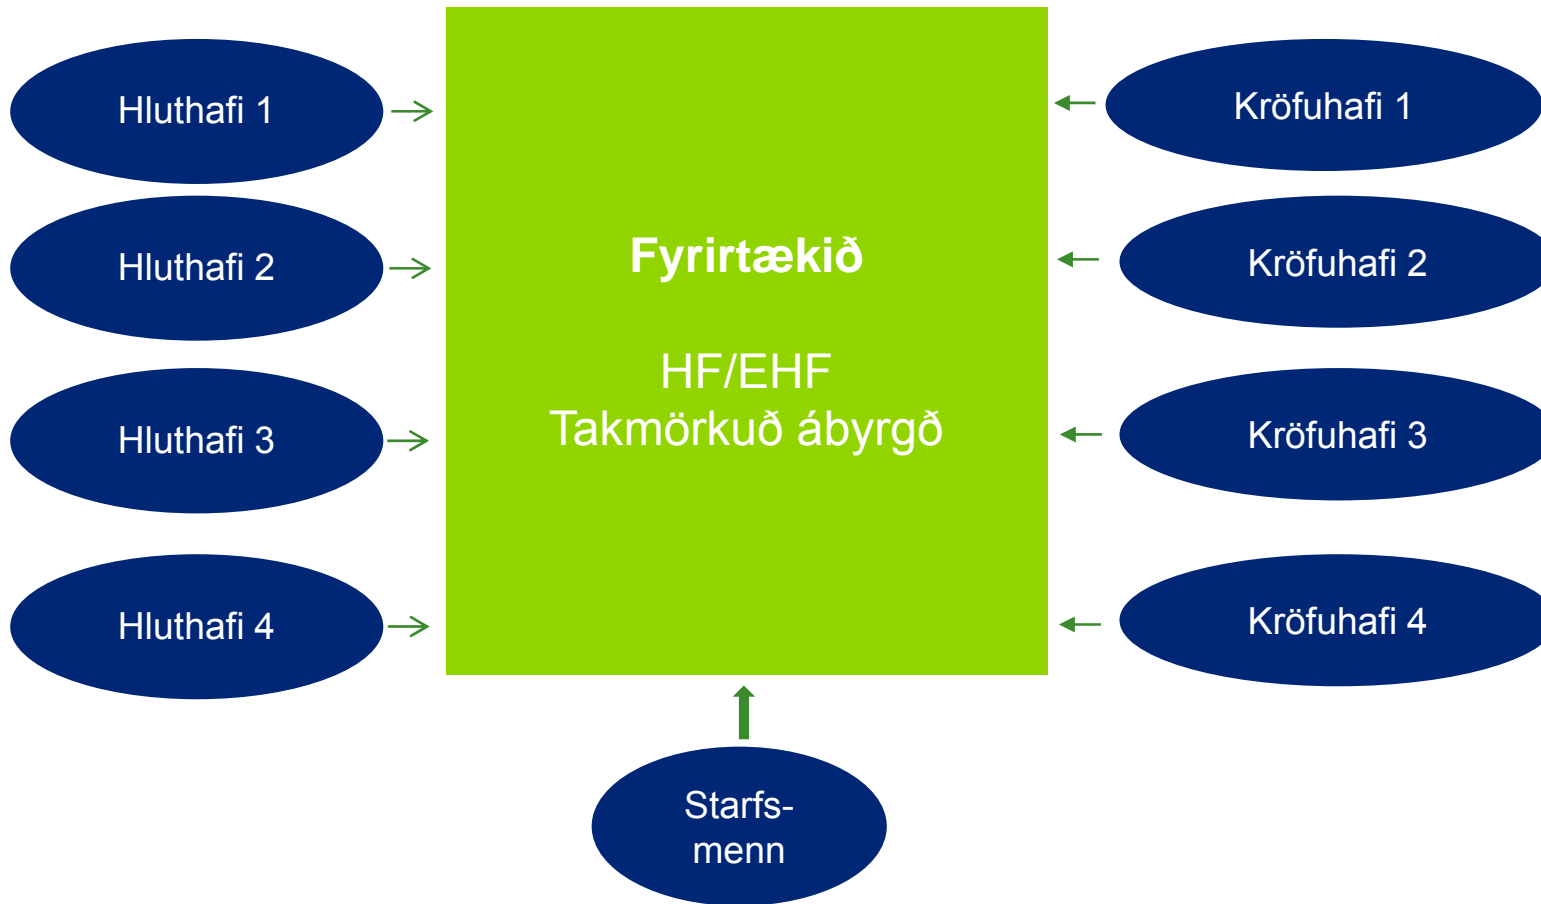 Hluthafi 1
Hluthafi 2
Hluthafi 3
Hluthafi 4
Fyrirtækið
HF/EHF
Takmörkuð ábyrgð
Kröfuhafi 1
Kröfuhafi 2
Kröfuhafi 3
Kröfuhafi 4
Starfs-
menn